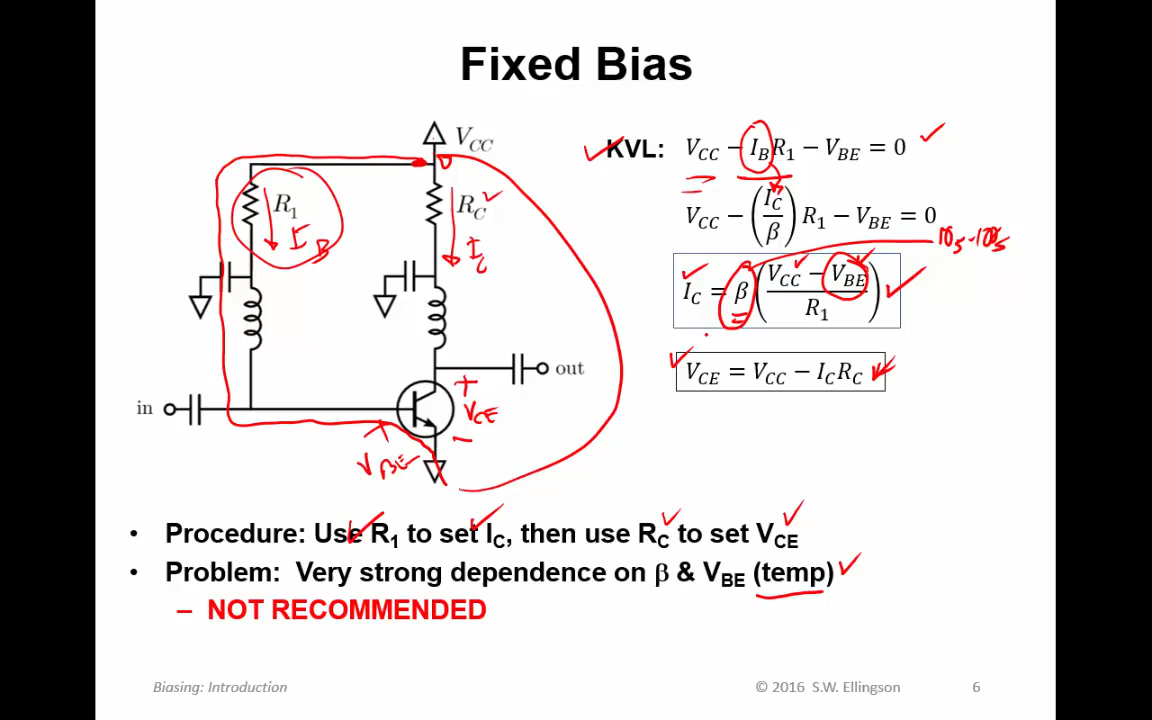 Fixed Bias
V_CC
R_1
I_B
R_C
I_C
in
out
+
V_CE
−
+
V_BE −
KVL: V_CC − I_B R_1 − V_BE = 0
V_CC − (I_C/β) R_1 − V_BE = 0
10s-100s
I_C = β((V_CC − V_BE)/R_1)
V_CE = V_CC − I_C R_C
• Procedure: Use R_1 to set I_C, then use R_C to set V_CE
• Problem: Very strong dependence on β & V_BE (temp)
– NOT RECOMMENDED
Biasing: Introduction
© 2016 S.W. Ellingson
6